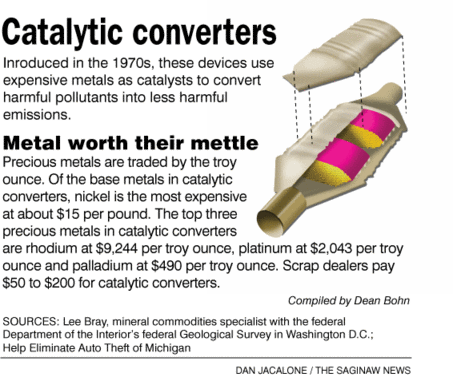 Catalytic converters
Inroduced in the 1970s, these devices use
expensive metals as catalysts to convert
harmful pollutants into less harmful
emissions.
Metal worth their mettle
Precious metals are traded by the troy
ounce. Of the base metals in catalytic
converters, nickel is the most expensive
at about $15 per pound. The top three
precious metals in catalytic converters
are rhodium at $9,244 per troy ounce, platinum at $2,043 per troy
ounce and palladium at $490 per troy ounce. Scrap dealers pay
$50 to $200 for catalytic converters.
Compiled by Dean Bohn
SOURCES: Lee Bray, mineral commodities specialist with the federal
Department of the Interior's federal Geological Survey in Washington D.C.;
Help Eliminate Auto Theft of Michigan
DAN JACALONE / THE SAGINAW NEWS